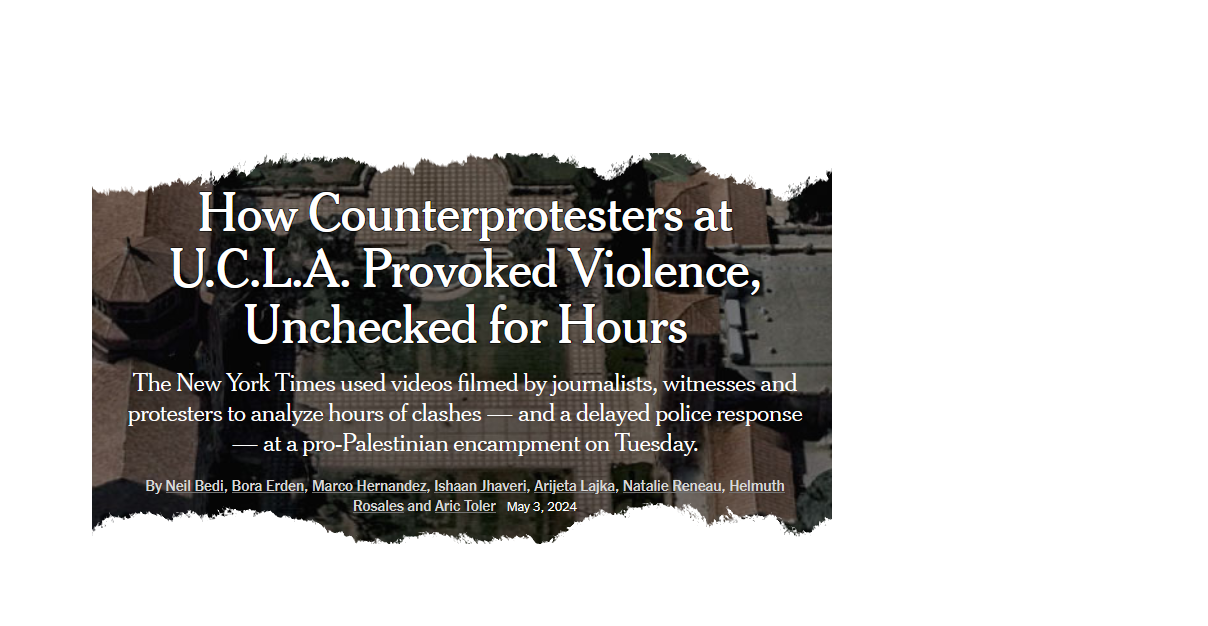 How Counterprotesters at
U.C.L.A. Provoked Violence,
Unchecked for Hours
The New York Times used videos filmed by journalists, witnesses and
protesters to analyze hours of clashes — and a delayed police response
— at a pro-Palestinian encampment on Tuesday.
By Neil Bedi, Bora Erden, Marco Hernandez, Ishaan Jhaveri, Arijeta Lajka, Natalie Reneau, Helmuth
Rosales and Aric Toler May 3, 2024